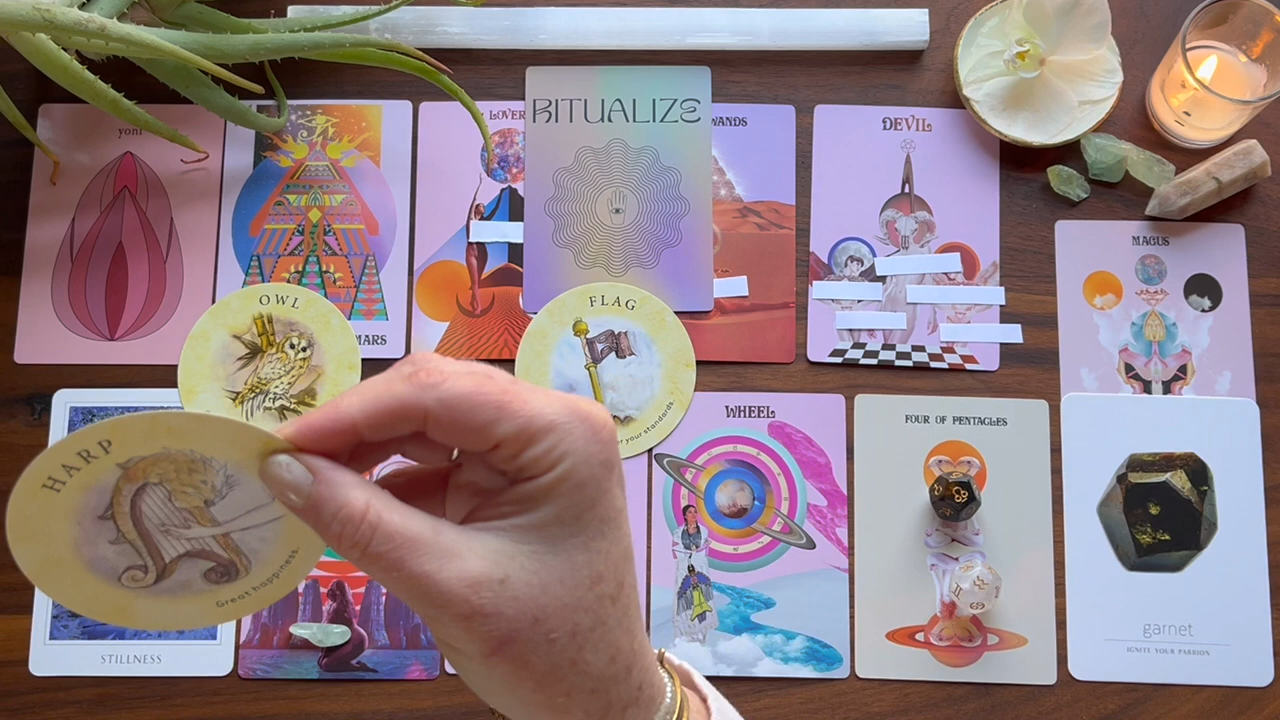 yoni
MARS
LOVER
RITUALIZE
WANDS
DEVIL
MAGUS
OWL
FLAG
your standards.
HARP
Great happiness.
STILLNESS
WHEEL
FOUR OF PENTACLES
garnet
IGNITE YOUR PASSION